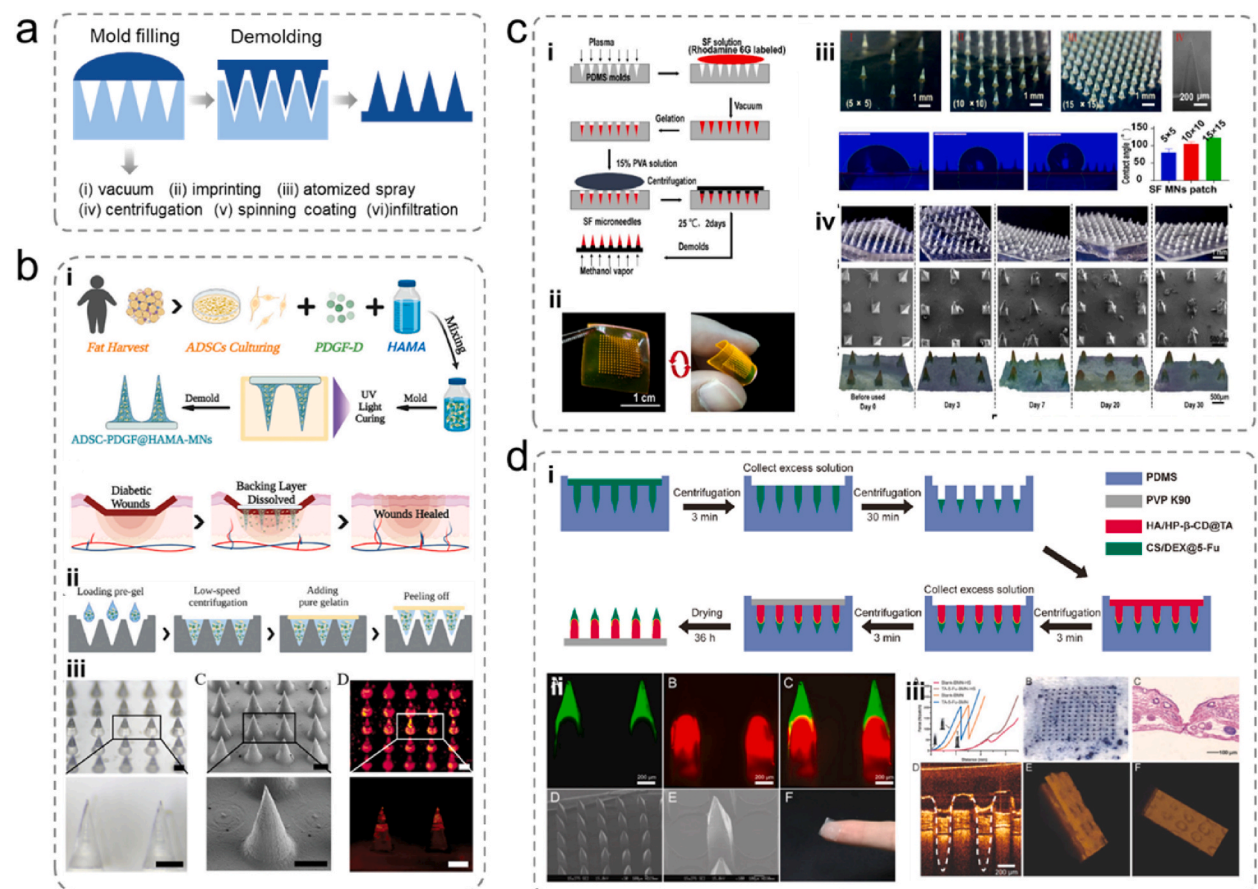 a
Mold filling
Demolding
(i) vacuum (ii) imprinting (iii) atomized spray
(iv) centrifugation (v) spinning coating (vi)infiltration
b
i
Fat Harvest
ADSCs Culturing
PDGF-D
HAMA
Mixing
Demold
UV
Light
Curing
Mold
ADSC-PDGF@HAMA-MNs
Diabetic
Wounds
Backing Layer
Dissolved
Wounds Healed
ii
Loading pre-gel
Low-speed
centrifugation
Adding
pure gelatin
Peeling off
iii
C
D
c
i
Plasma
PDMS molds
SF solution
(Rhodamine 6G labeled)
Vacuum
Gelation
15% PVA solution
Centrifugation
SF microneedles
25 °C, 2days
Demolds
Methanol vapor
ii
1 cm
iii
(5 × 5)
1 mm
(10 × 10)
1 mm
(15 × 15)
1 mm
200 μm
Contact angle (°)
150
100
50
0
5×5
10×10
15×15
SF MNs patch
iv
Before used
Day 0
Day 3
Day 7
Day 20
Day 30
500μm
d
i
Collect excess solution
Centrifugation
3 min
Centrifugation
30 min
PDMS
PVP K90
HA/HP-β-CD@TA
CS/DEX@5-Fu
Collect excess solution
Drying
36 h
Centrifugation
3 min
Centrifugation
3 min
ii
200 μm
B
200 μm
C
200 μm
D
E
F
iii
B
C
100 μm
D
200 μm
E
F